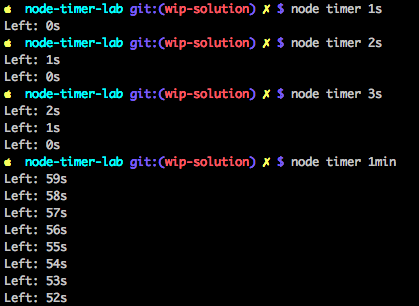 node-timer-lab git:(wip-solution) ✗ $ node timer 1s
Left: 0s
node-timer-lab git:(wip-solution) ✗ $ node timer 2s
Left: 1s
Left: 0s
node-timer-lab git:(wip-solution) ✗ $ node timer 3s
Left: 2s
Left: 1s
Left: 0s
node-timer-lab git:(wip-solution) ✗ $ node timer 1min
Left: 59s
Left: 58s
Left: 57s
Left: 56s
Left: 55s
Left: 54s
Left: 53s
Left: 52s